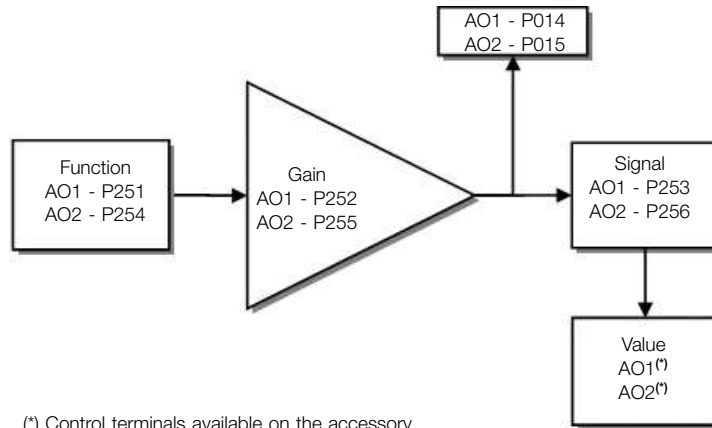 AO1 - P014
AO2 - P015
Function
AO1 - P251
AO2 - P254
Gain
AO1 - P252
AO2 - P255
Signal
AO1 - P253
AO2 - P256
Value
AO1(*)
AO2(*)
(*) Control terminals available on the accessory